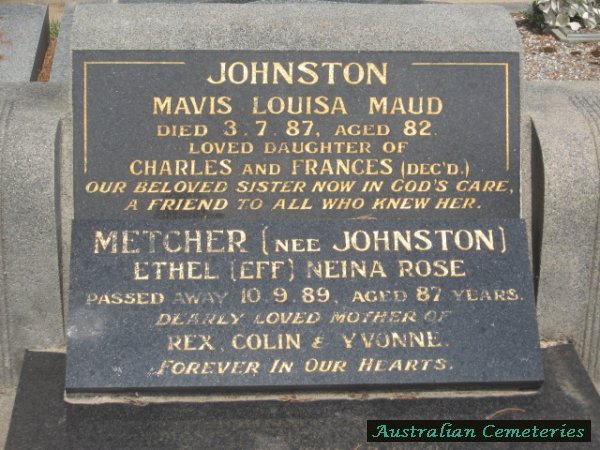 JOHNSTON
MAVIS LOUISA MAUD
DIED 3.7.87, AGED 82.
LOVED DAUGHTER OF
CHARLES AND FRANCES (DEC'D.)
OUR BELOVED SISTER NOW IN GOD'S CARE,
A FRIEND TO ALL WHO KNEW HER.
METCHER (NEE JOHNSTON)
ETHEL (EFF) NEINA ROSE
PASSED AWAY 10.9.89, AGED 87 YEARS.
DEARLY LOVED MOTHER OF
REX, COLIN & YVONNE.
FOREVER IN OUR HEARTS.
Australian Cemeteries